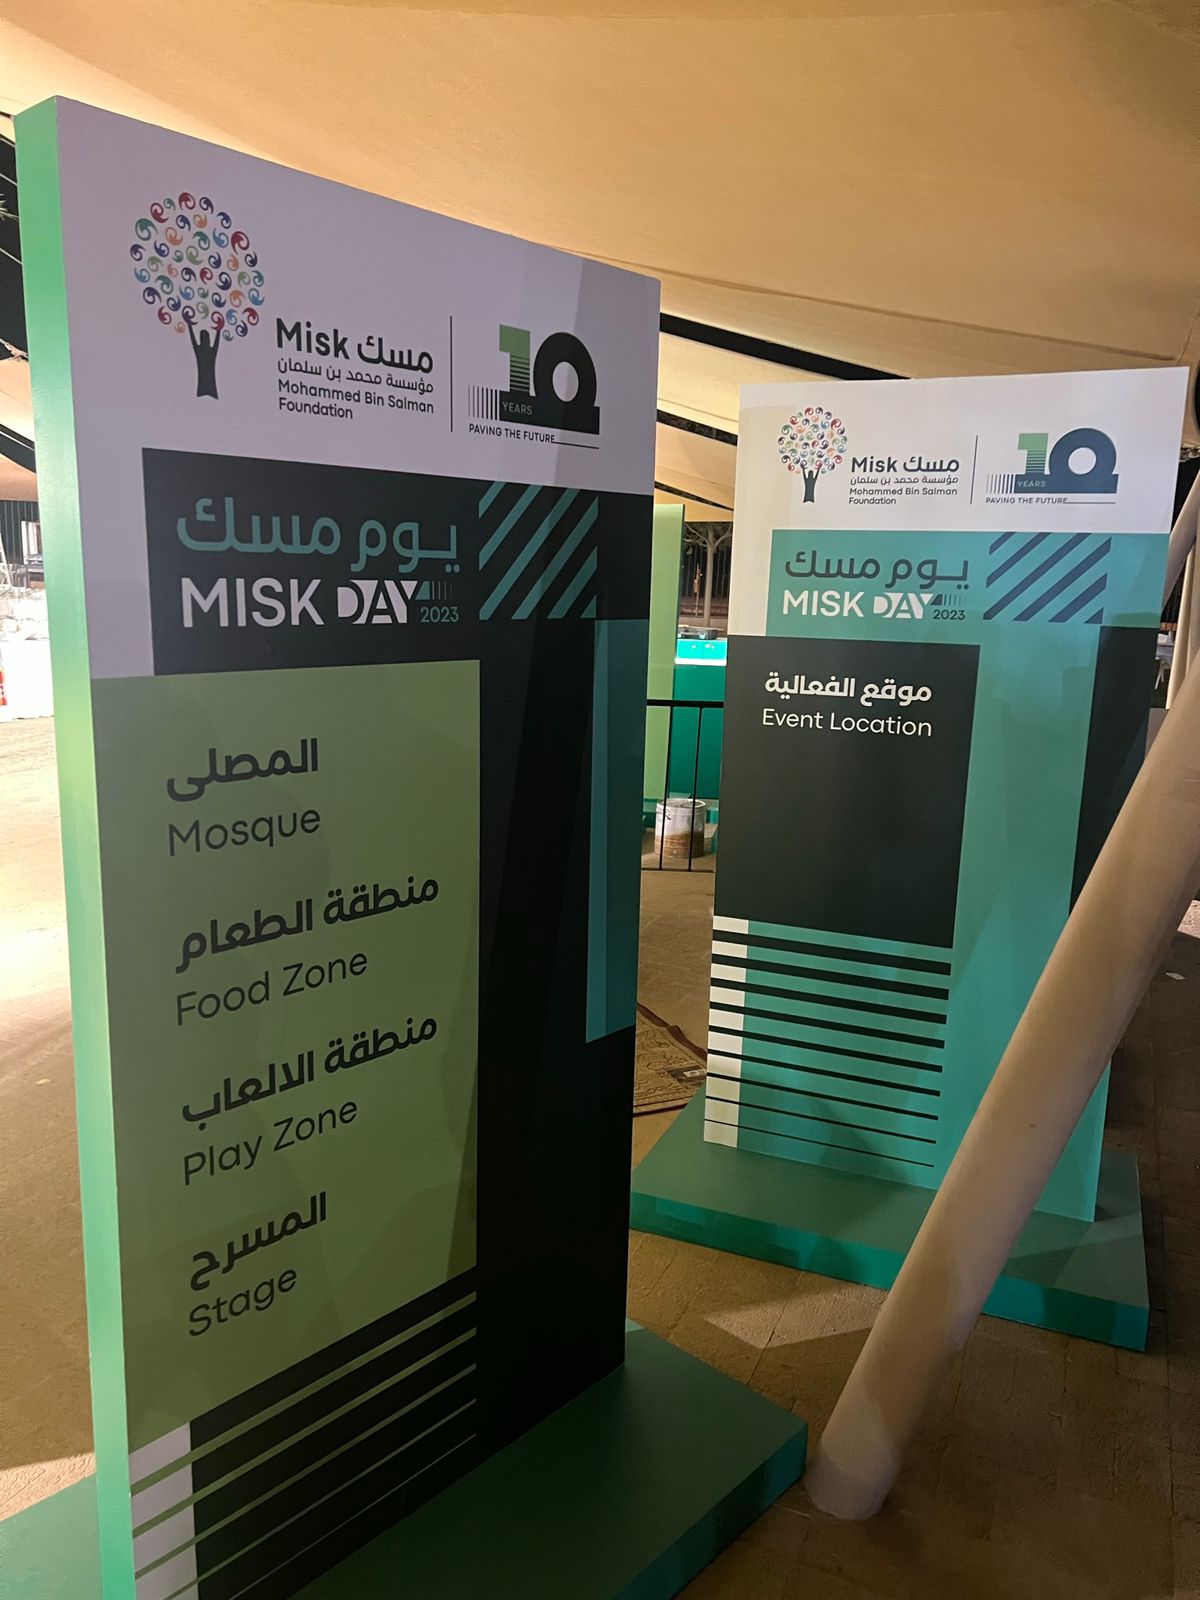 Misk مسك
مؤسسة محمد بن سلمان
Mohammed Bin Salman
Foundation
10
YEARS
PAVING THE FUTURE
يوم مسك
MISK DAY
2023
المصلى
Mosque
منطقة الطعام
Food Zone
منطقة الالعاب
Play Zone
المسرح
Stage
Misk مسك
مؤسسة محمد بن سلمان
Mohammed Bin Salman
Foundation
10
YEARS
PAVING THE FUTURE
يوم مسك
MISK DAY
2023
موقع الفعالية
Event Location